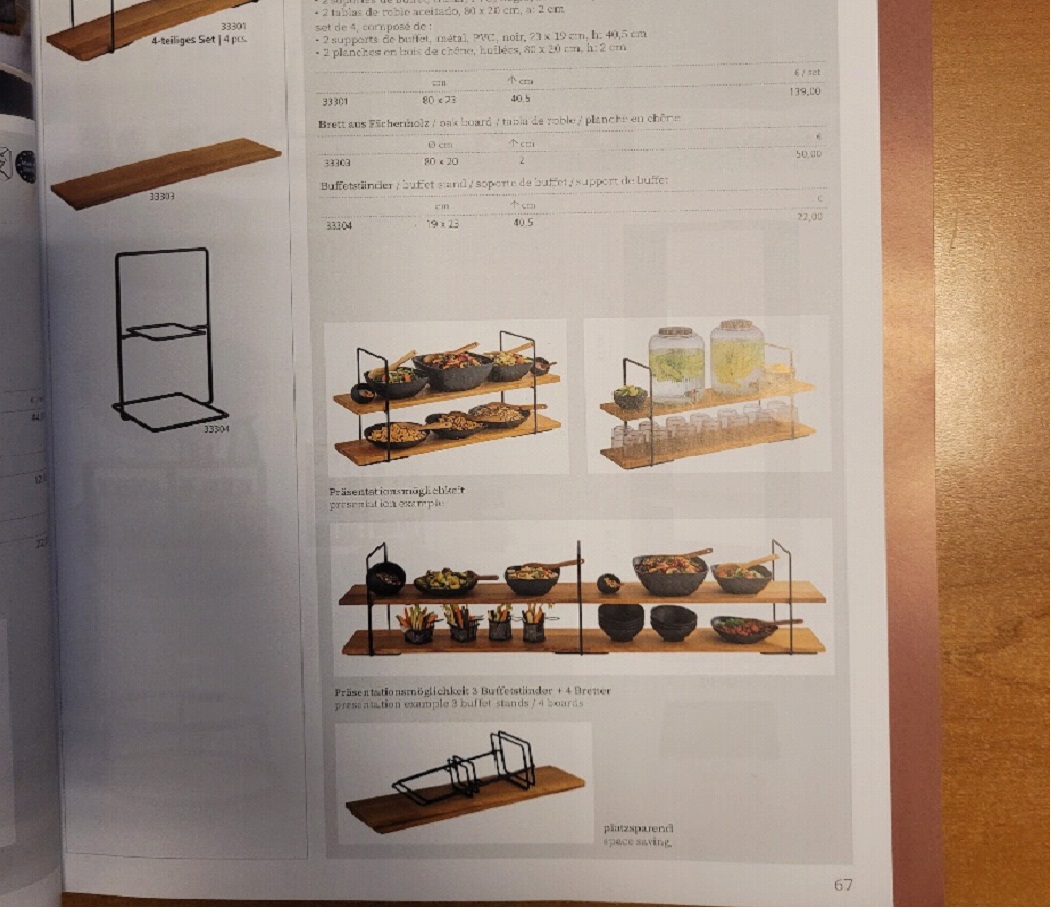 33301
4-teiliges Set | 4 pcs.
33303
33304
• 2 tablas de roble aceitado, 80 x 20 cm, a: 2 cm
set de 4, composé de :
• 2 supports de buffet, métal, PVC, noir, 23 x 19 cm, h: 40,5 cm
• 2 planches en bois de chêne, huilées, 80 x 20 cm, h: 2 cm
cm ↑ cm € / set
33301 80 x 23 40,5 139,00
Brett aus Eichenholz / oak board / tabla de roble / planche en chêne
Ø cm ↑ cm €
33303 80 x 20 2 50,00
Buffetständer / buffet stand / soporte de buffet / support de buffet
cm ↑ cm €
33304 19 x 23 40,5 22,00
Präsentationsmöglichkeit
presentation example
Präsentationsmöglichkeit 3 Buffetständer + 4 Bretter
presentation example 3 buffet stands / 4 boards
platzsparend
space saving
67